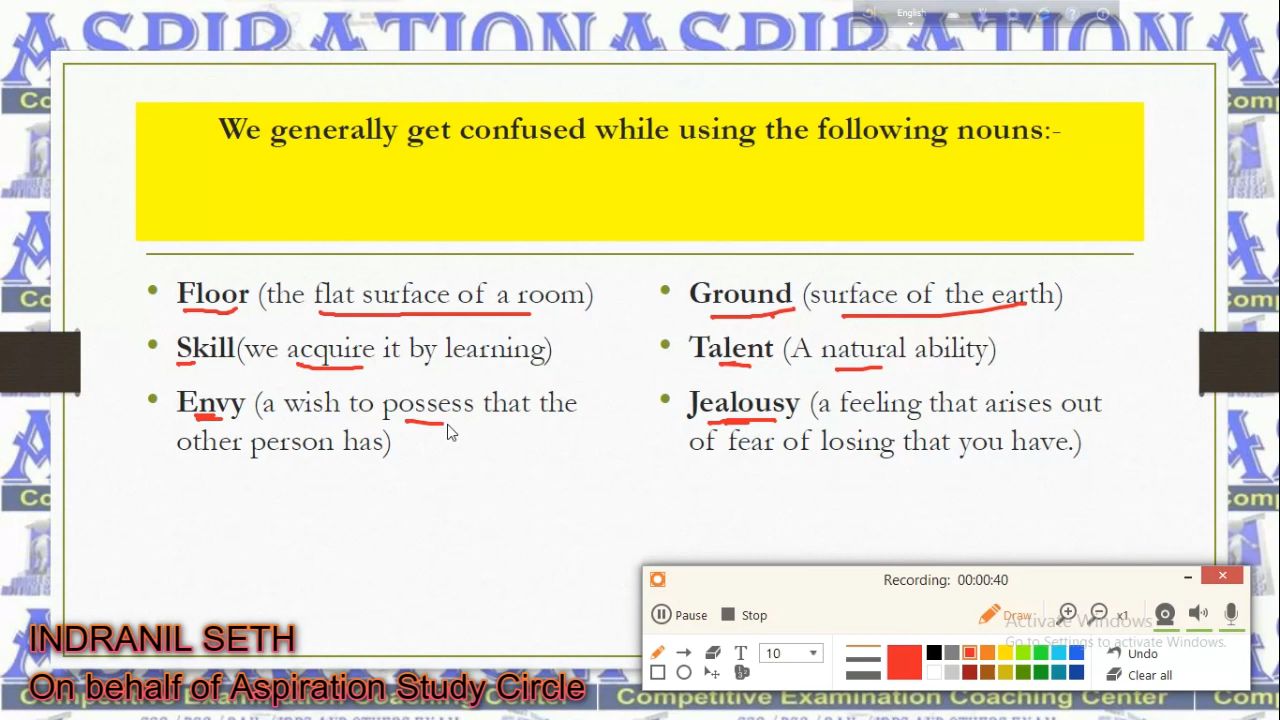 ASPIRATION
English
We generally get confused while using the following nouns:-
Floor (the flat surface of a room)
Skill(we acquire it by learning)
Envy (a wish to possess that the
other person has)
Ground (surface of the earth)
Talent (A natural ability)
Jealousy (a feeling that arises out
of fear of losing that you have.)
Recording: 00:00:40
Pause
Stop
Draw
x1
Activate Windows
Go to Settings to activate Windows.
T
10
Undo
Clear all
INDRANIL SETH
On behalf of Aspiration Study Circle
Competitive Examination Coaching Center